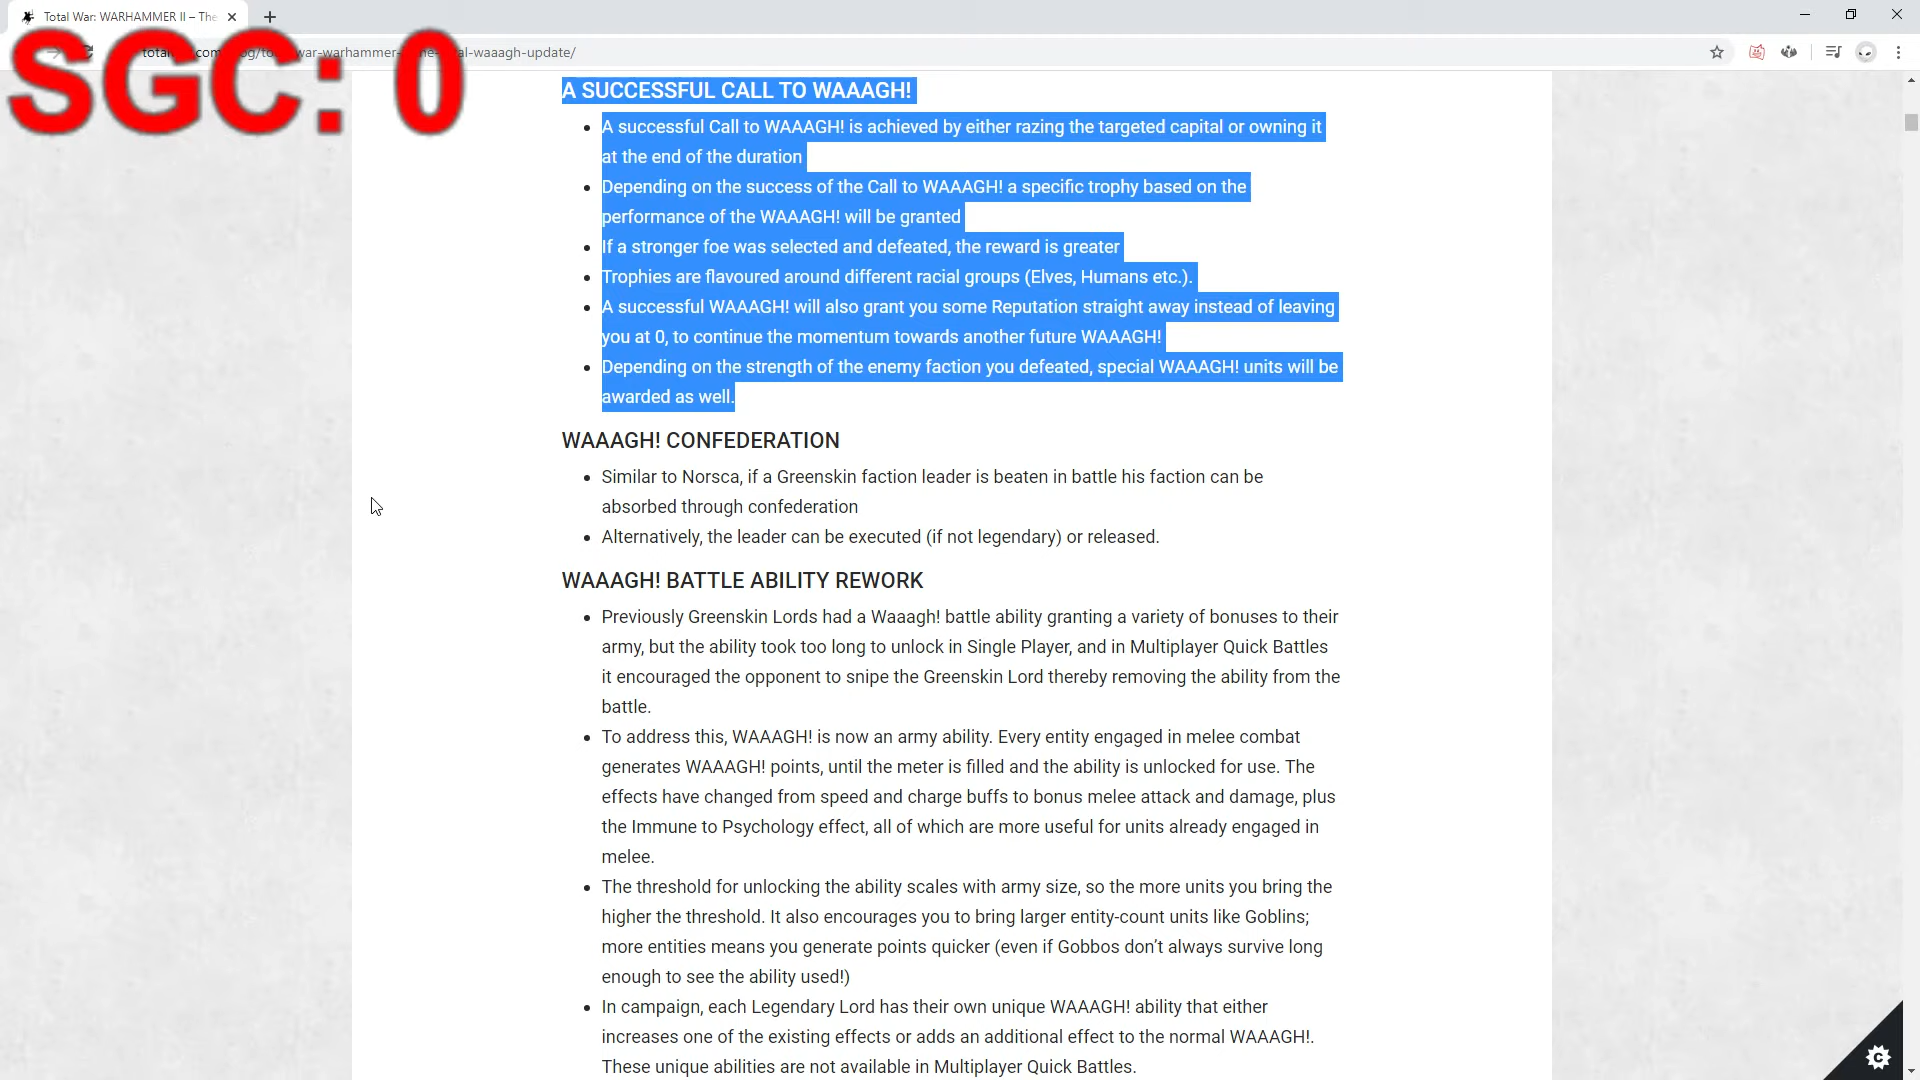 Total War: WARHAMMER II – The
SGC: 0
A SUCCESSFUL CALL TO WAAAGH!
A successful Call to WAAAGH! is achieved by either razing the targeted capital or owning it
at the end of the duration
Depending on the success of the Call to WAAAGH! a specific trophy based on the
performance of the WAAAGH! will be granted
If a stronger foe was selected and defeated, the reward is greater
Trophies are flavoured around different racial groups (Elves, Humans etc.).
A successful WAAAGH! will also grant you some Reputation straight away instead of leaving
you at 0, to continue the momentum towards another future WAAAGH!
Depending on the strength of the enemy faction you defeated, special WAAAGH! units will be
awarded as well.
WAAAGH! CONFEDERATION
Similar to Norsca, if a Greenskin faction leader is beaten in battle his faction can be
absorbed through confederation
Alternatively, the leader can be executed (if not legendary) or released.
WAAAGH! BATTLE ABILITY REWORK
Previously Greenskin Lords had a Waaagh! battle ability granting a variety of bonuses to their
army, but the ability took too long to unlock in Single Player, and in Multiplayer Quick Battles
it encouraged the opponent to snipe the Greenskin Lord thereby removing the ability from the
battle.
To address this, WAAAGH! is now an army ability. Every entity engaged in melee combat
generates WAAAGH! points, until the meter is filled and the ability is unlocked for use. The
effects have changed from speed and charge buffs to bonus melee attack and damage, plus
the Immune to Psychology effect, all of which are more useful for units already engaged in
melee.
The threshold for unlocking the ability scales with army size, so the more units you bring the
higher the threshold. It also encourages you to bring larger entity-count units like Goblins;
more entities means you generate points quicker (even if Gobbos don’t always survive long
enough to see the ability used!)
In campaign, each Legendary Lord has their own unique WAAAGH! ability that either
increases one of the existing effects or adds an additional effect to the normal WAAAGH!.
These unique abilities are not available in Multiplayer Quick Battles.